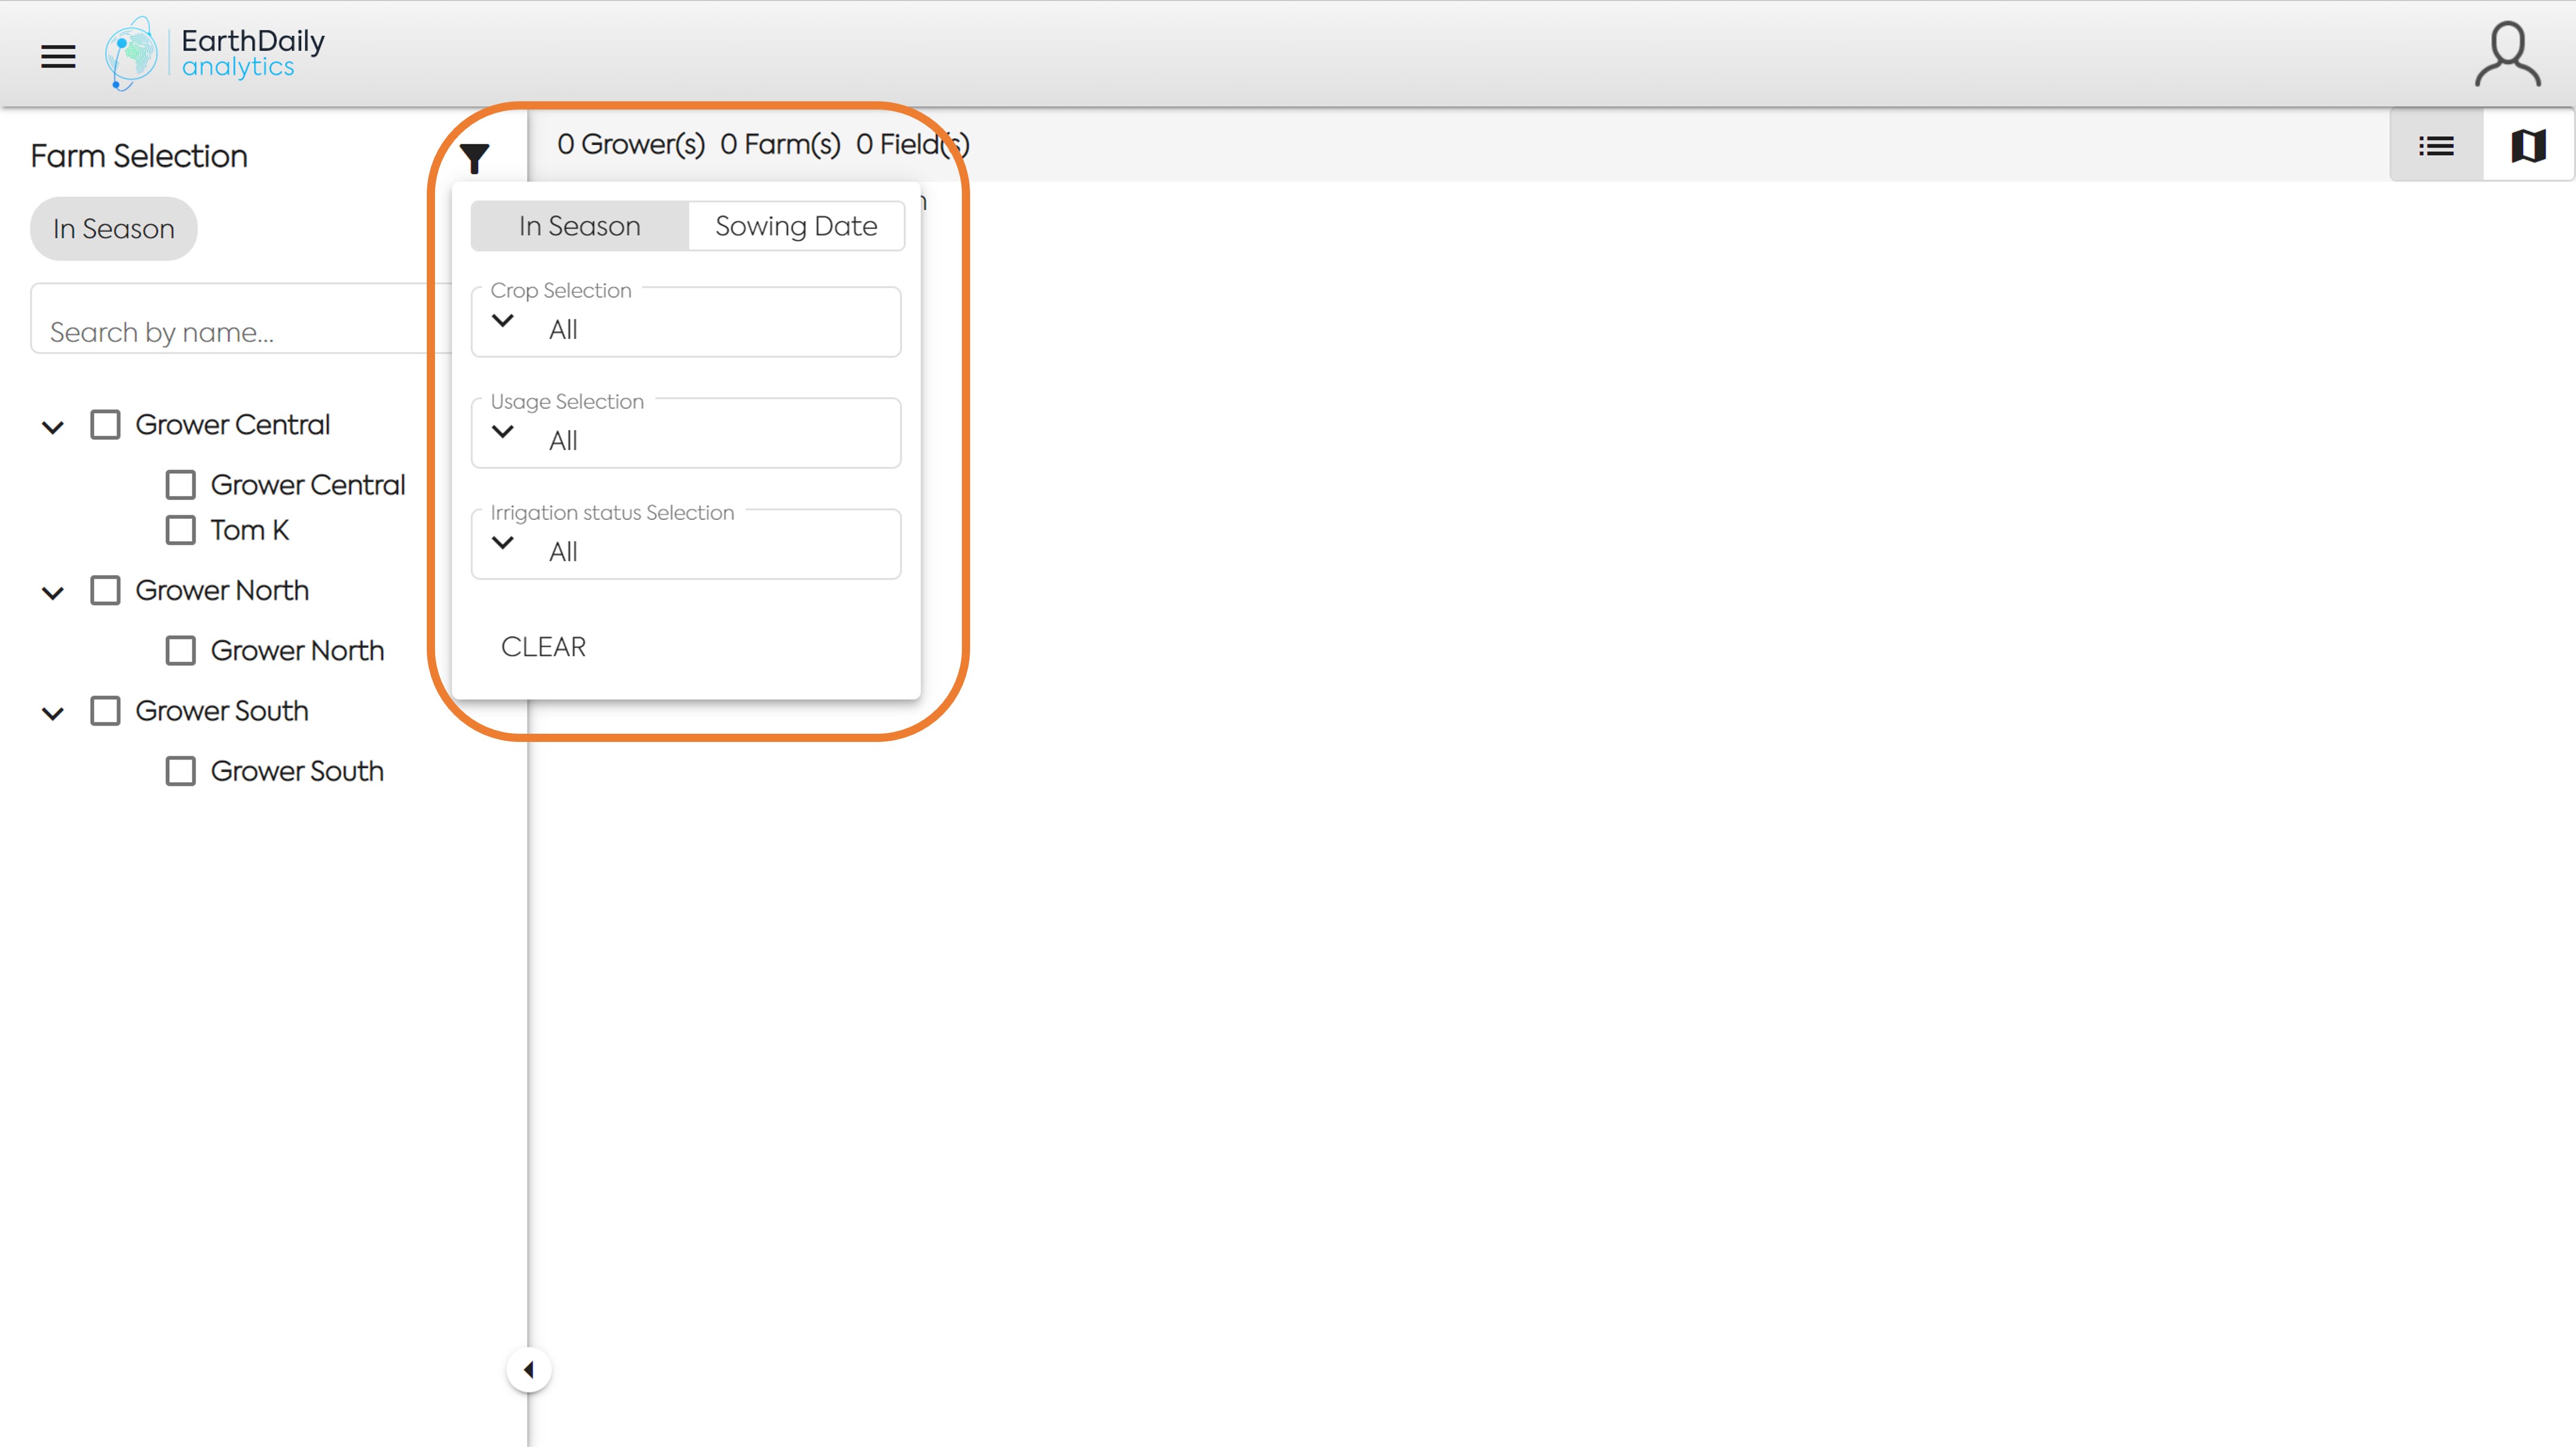 EarthDaily
analytics
Farm Selection
0 Grower(s) 0 Farm(s) 0 Field(s)
In Season
Search by name...
Grower Central
Grower Central
Tom K
Grower North
Grower North
Grower South
Grower South
In Season Sowing Date
Crop Selection
All
Usage Selection
All
Irrigation status Selection
All
CLEAR